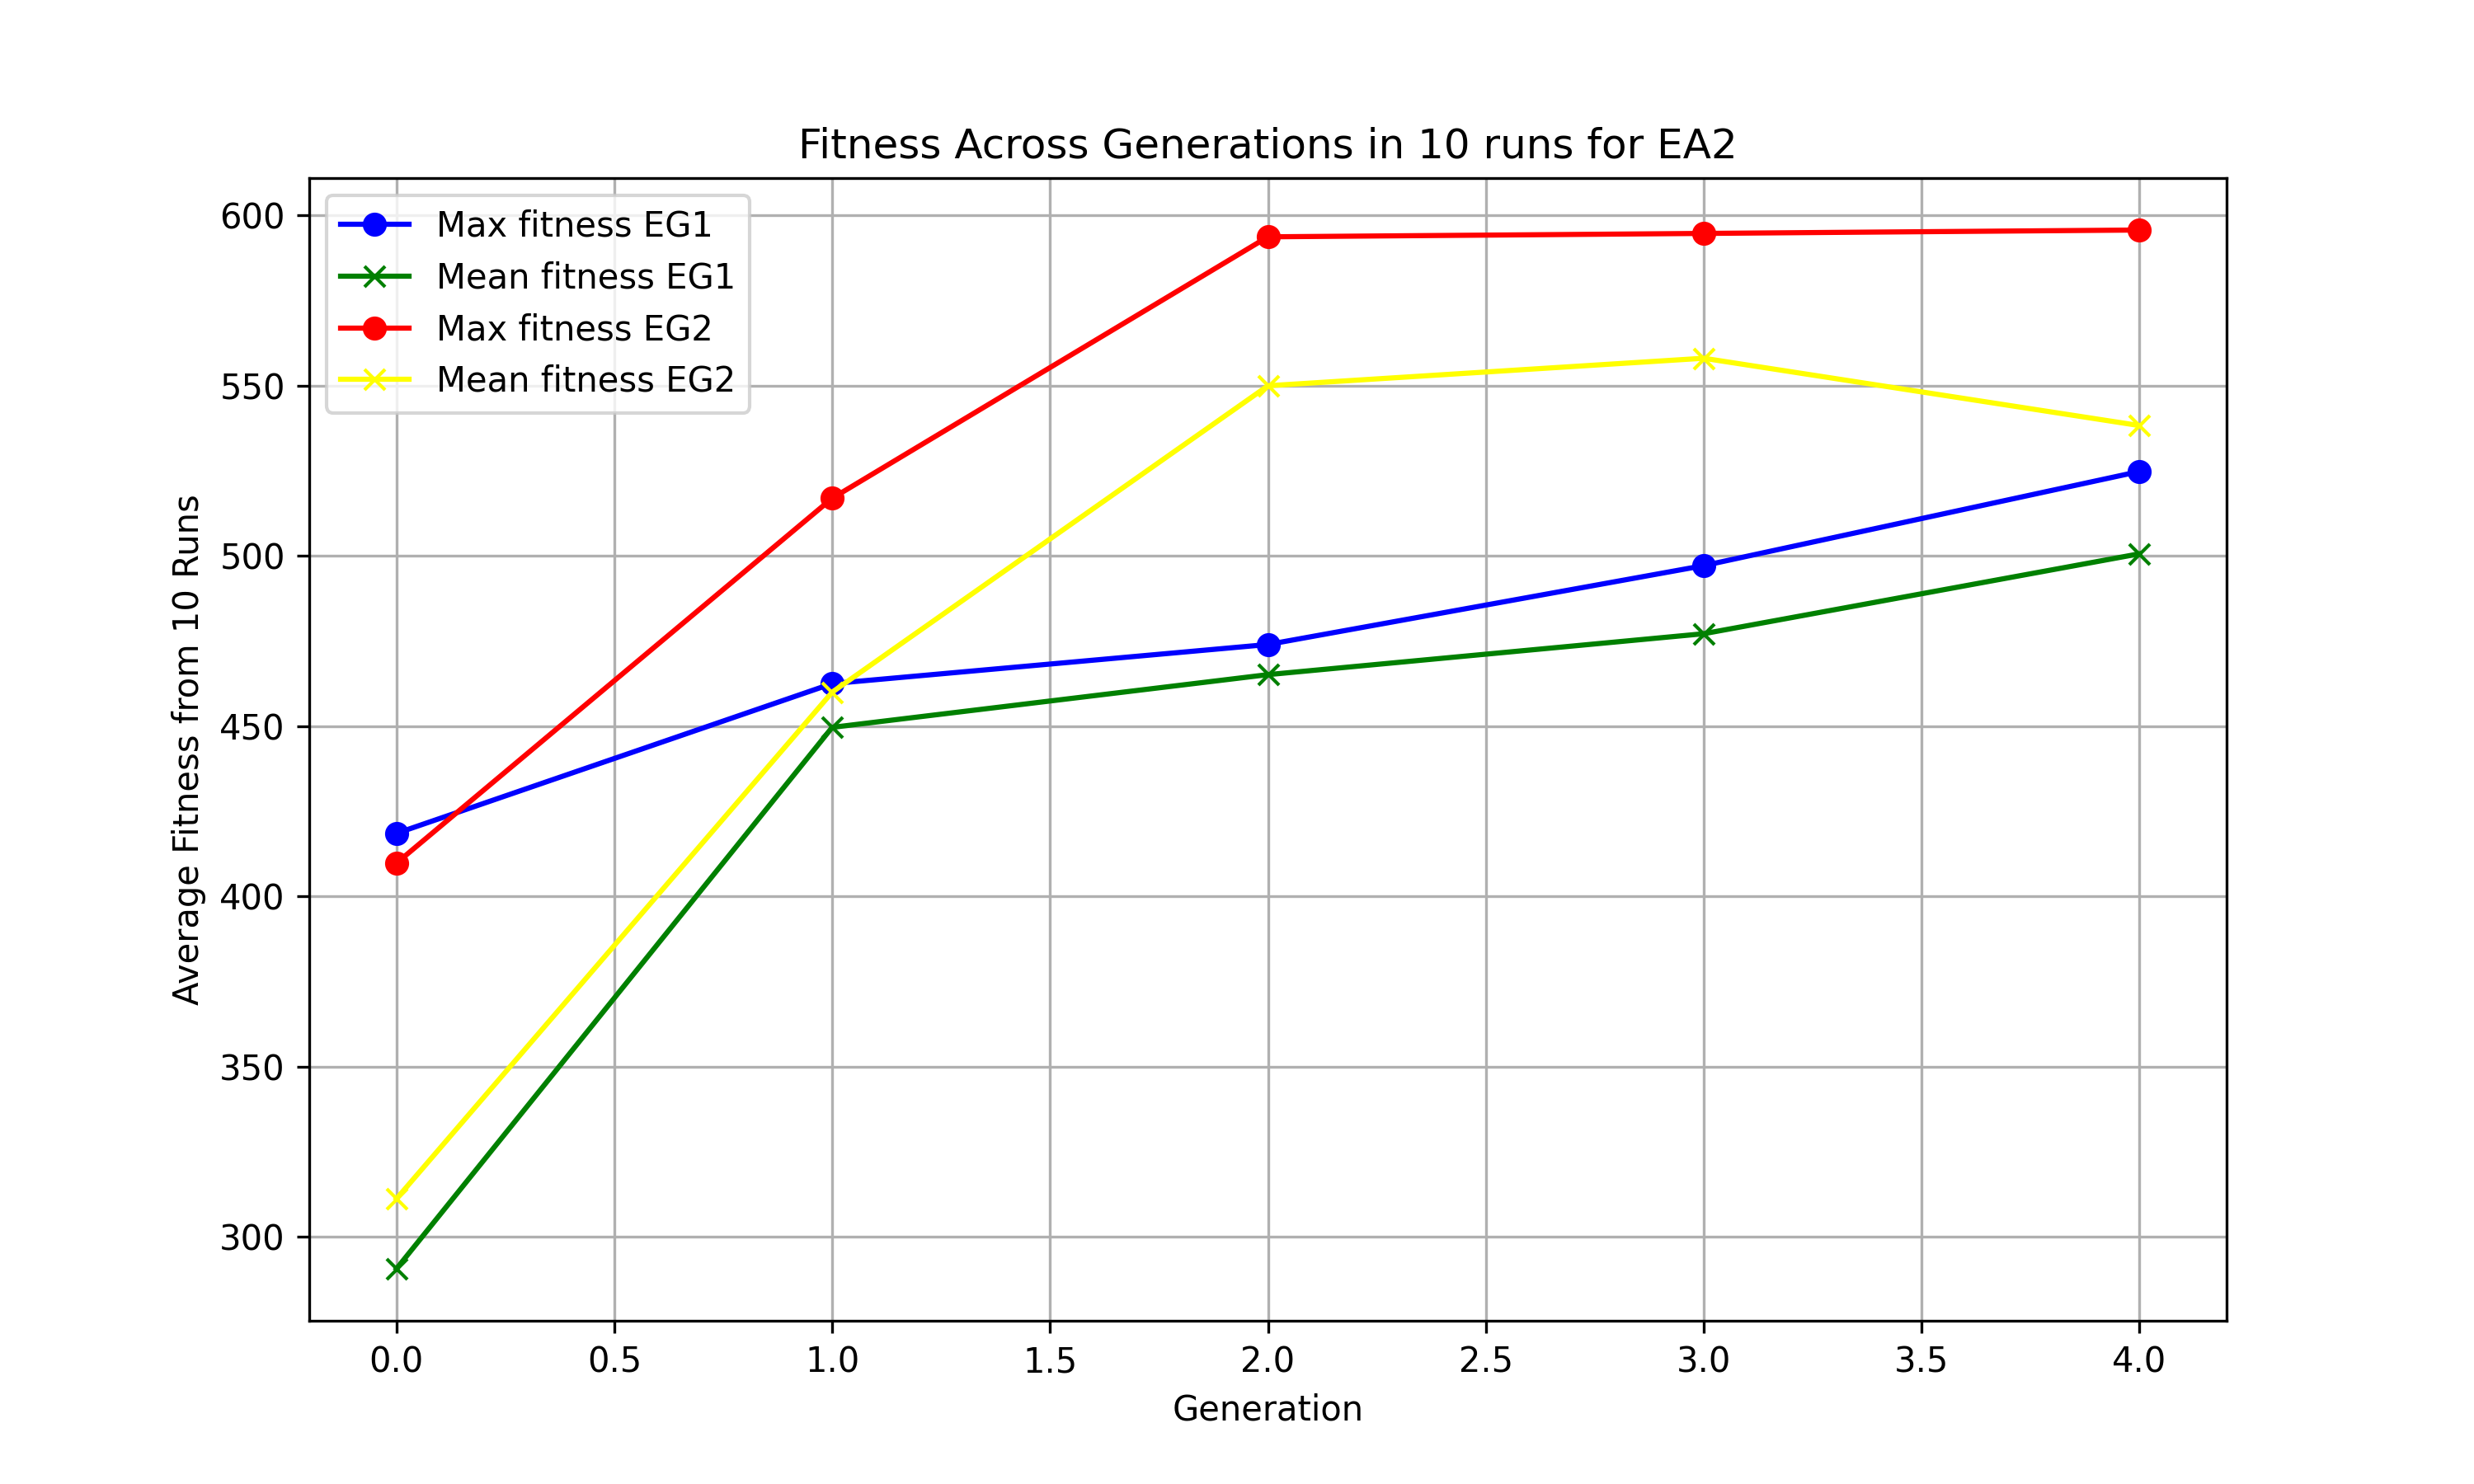 Fitness Across Generations in 10 runs for EA2
Max fitness EG1
Mean fitness EG1
Max fitness EG2
Mean fitness EG2
Average Fitness from 10 Runs
600
550
500
450
400
350
300
0.0 0.5 1.0 1.5 2.0 2.5 3.0 3.5 4.0
Generation